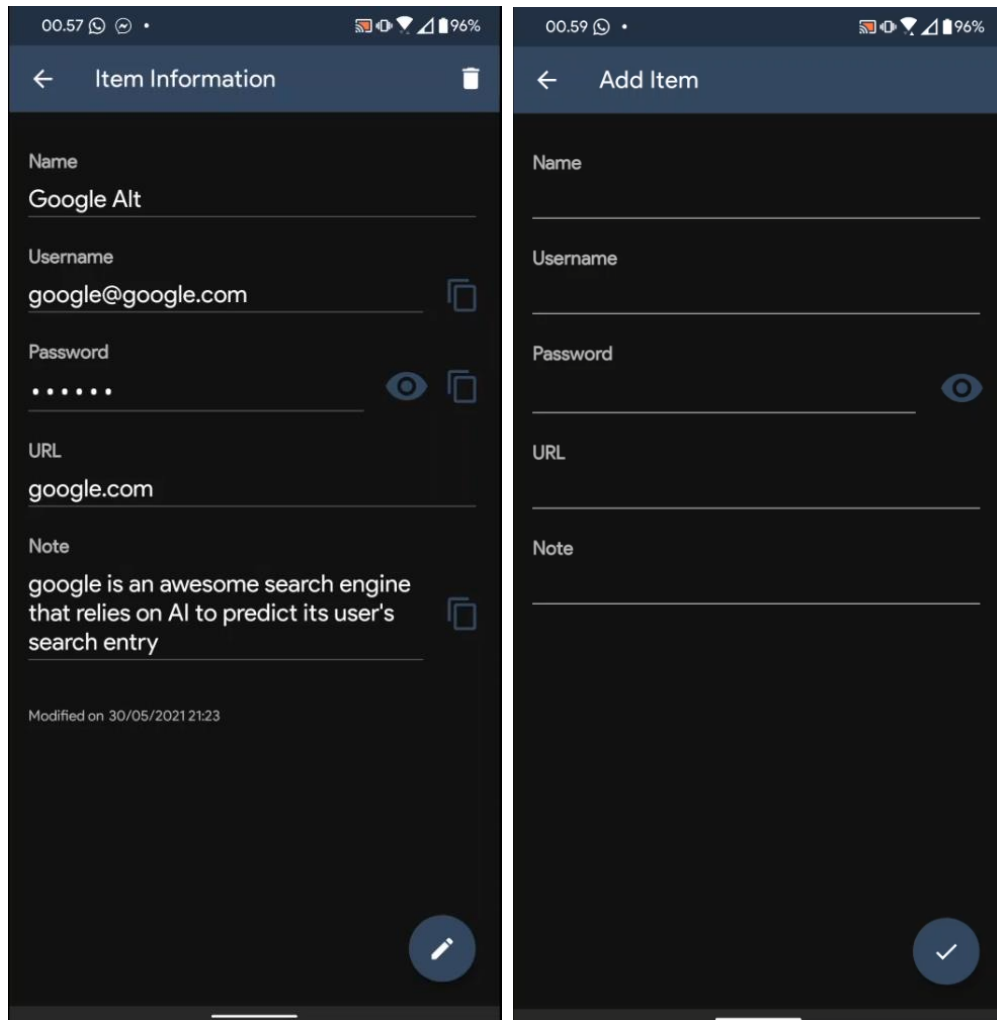 00.57
96%
Item Information
Name
Google Alt
Username
google@google.com
Password
••••••
URL
google.com
Note
google is an awesome search engine
that relies on AI to predict its user's
search entry
Modified on 30/05/2021 21:23
00.59
96%
Add Item
Name
Username
Password
URL
Note